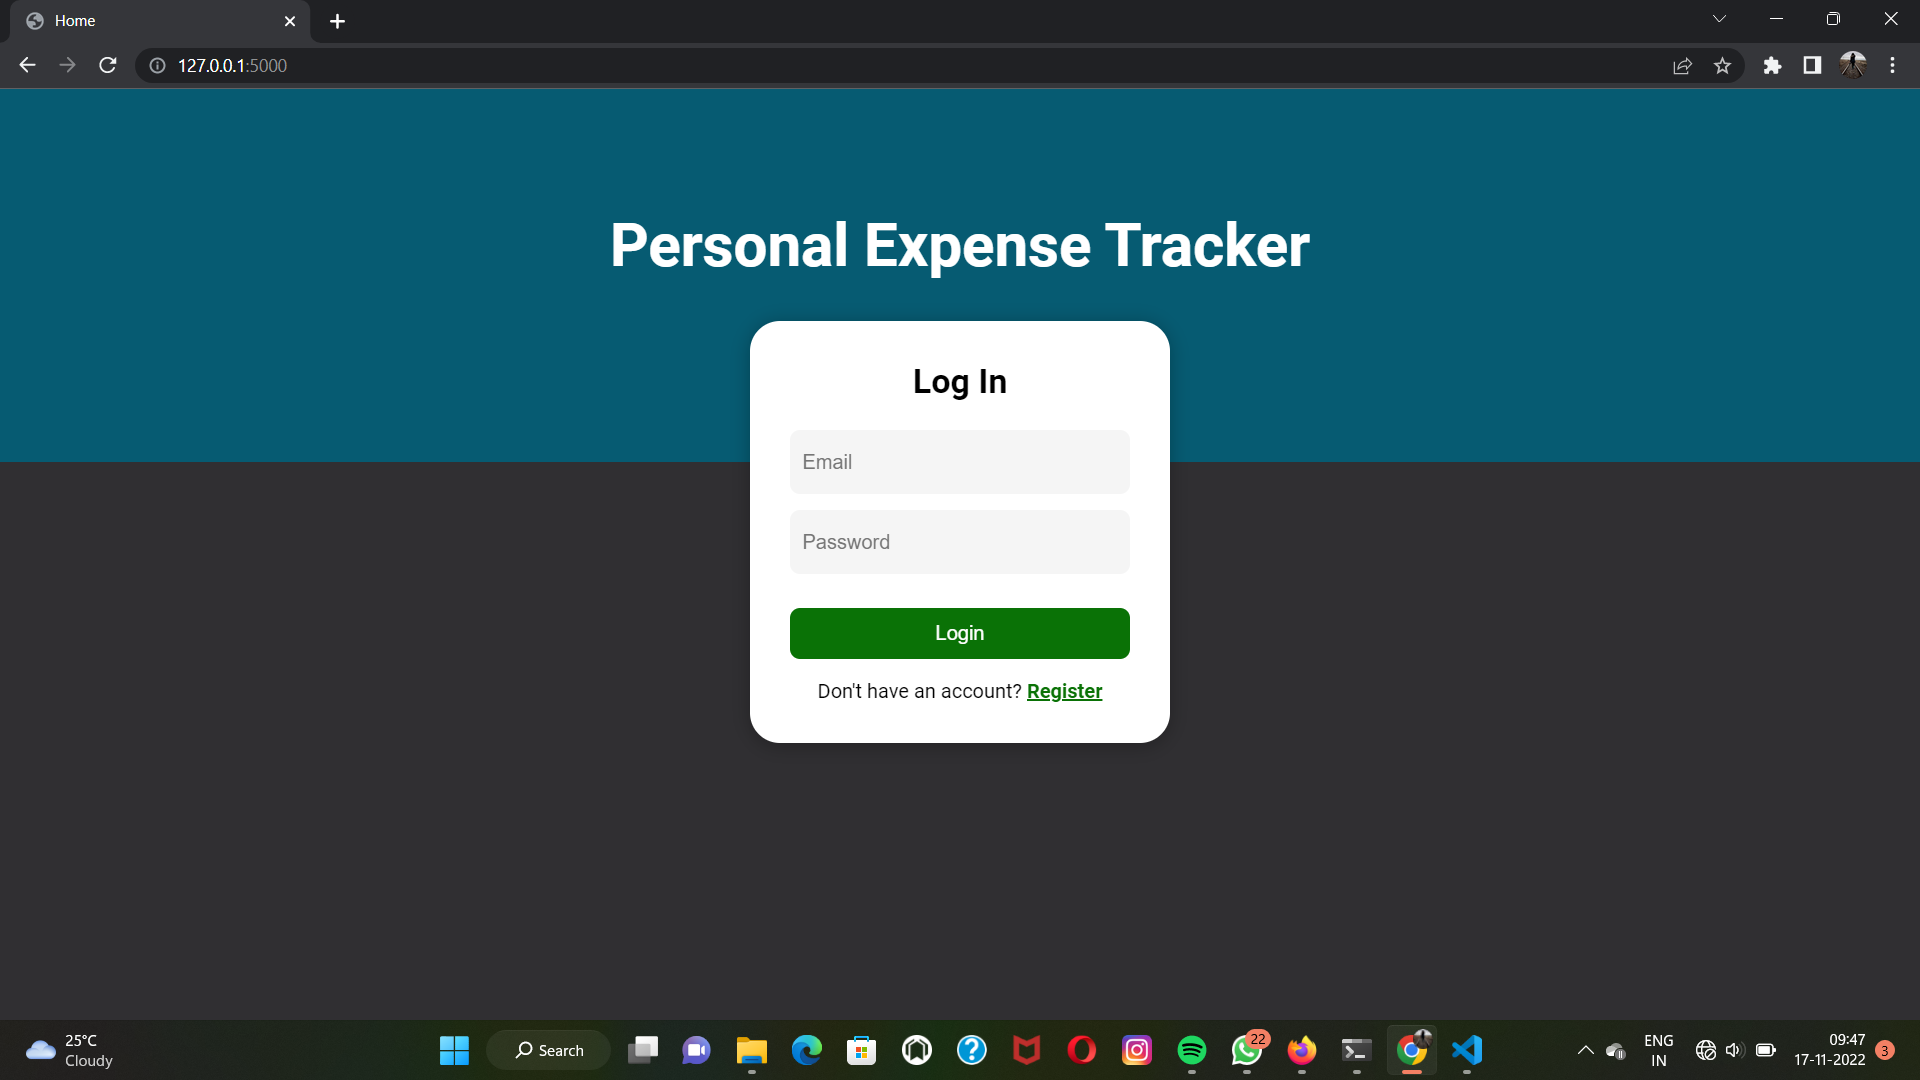 Home
127.0.0.1:5000
Personal Expense Tracker
Log In
Email
Password
Login
Don't have an account? Register
25°C
Cloudy
Search
22
ENG
IN
09:47
17-11-2022
3